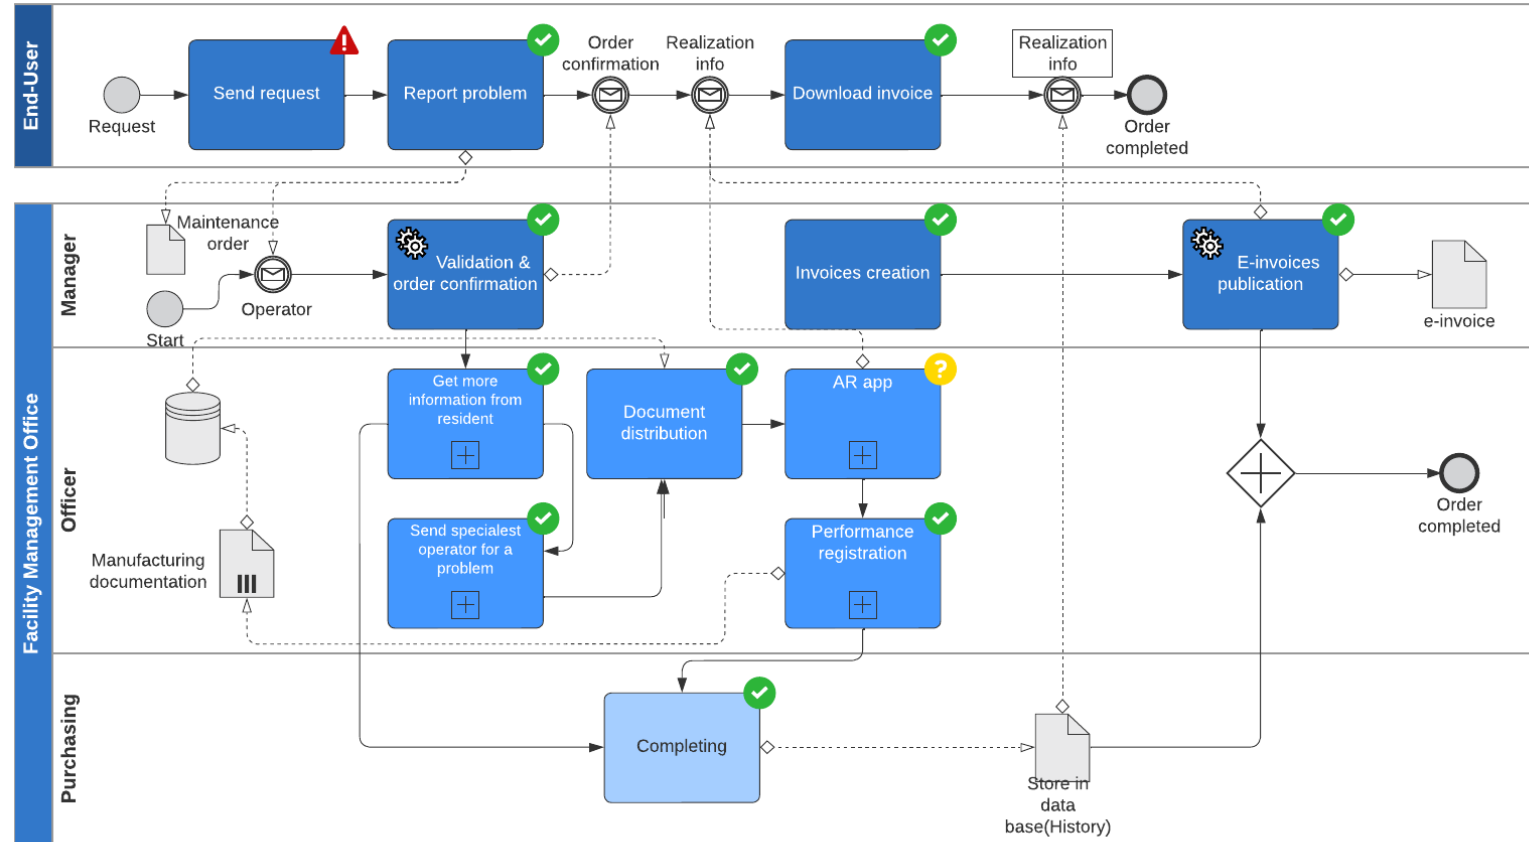 End-User
Request
Send request
Report problem
Order
confirmation
Realization
info
Download invoice
Realization
info
Order
completed
Facility Management Office
Manager
Maintenance
order
Start
Operator
Validation &
order confirmation
Invoices creation
E-invoices
publication
e-invoice
Officer
Manufacturing
documentation
Get more
information from
resident
Send specialest
operator for a
problem
Document
distribution
AR app
?
Performance
registration
Order
completed
Purchasing
Completing
Store in
data
base(History)